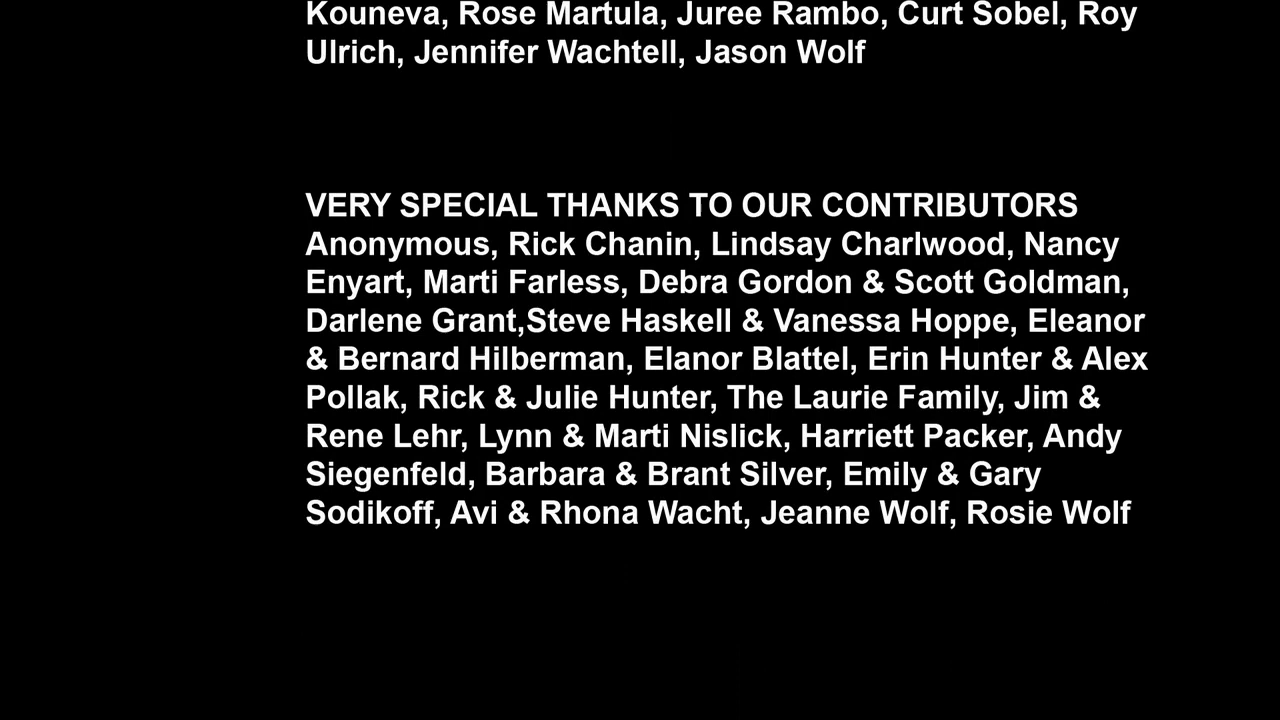 Kouneva, Rose Martula, Juree Rambo, Curt Sobel, Roy
Ulrich, Jennifer Wachtell, Jason Wolf
VERY SPECIAL THANKS TO OUR CONTRIBUTORS
Anonymous, Rick Chanin, Lindsay Charlwood, Nancy
Enyart, Marti Farless, Debra Gordon & Scott Goldman,
Darlene Grant,Steve Haskell & Vanessa Hoppe, Eleanor
& Bernard Hilberman, Elanor Blattel, Erin Hunter & Alex
Pollak, Rick & Julie Hunter, The Laurie Family, Jim &
Rene Lehr, Lynn & Marti Nislick, Harriett Packer, Andy
Siegenfeld, Barbara & Brant Silver, Emily & Gary
Sodikoff, Avi & Rhona Wacht, Jeanne Wolf, Rosie Wolf